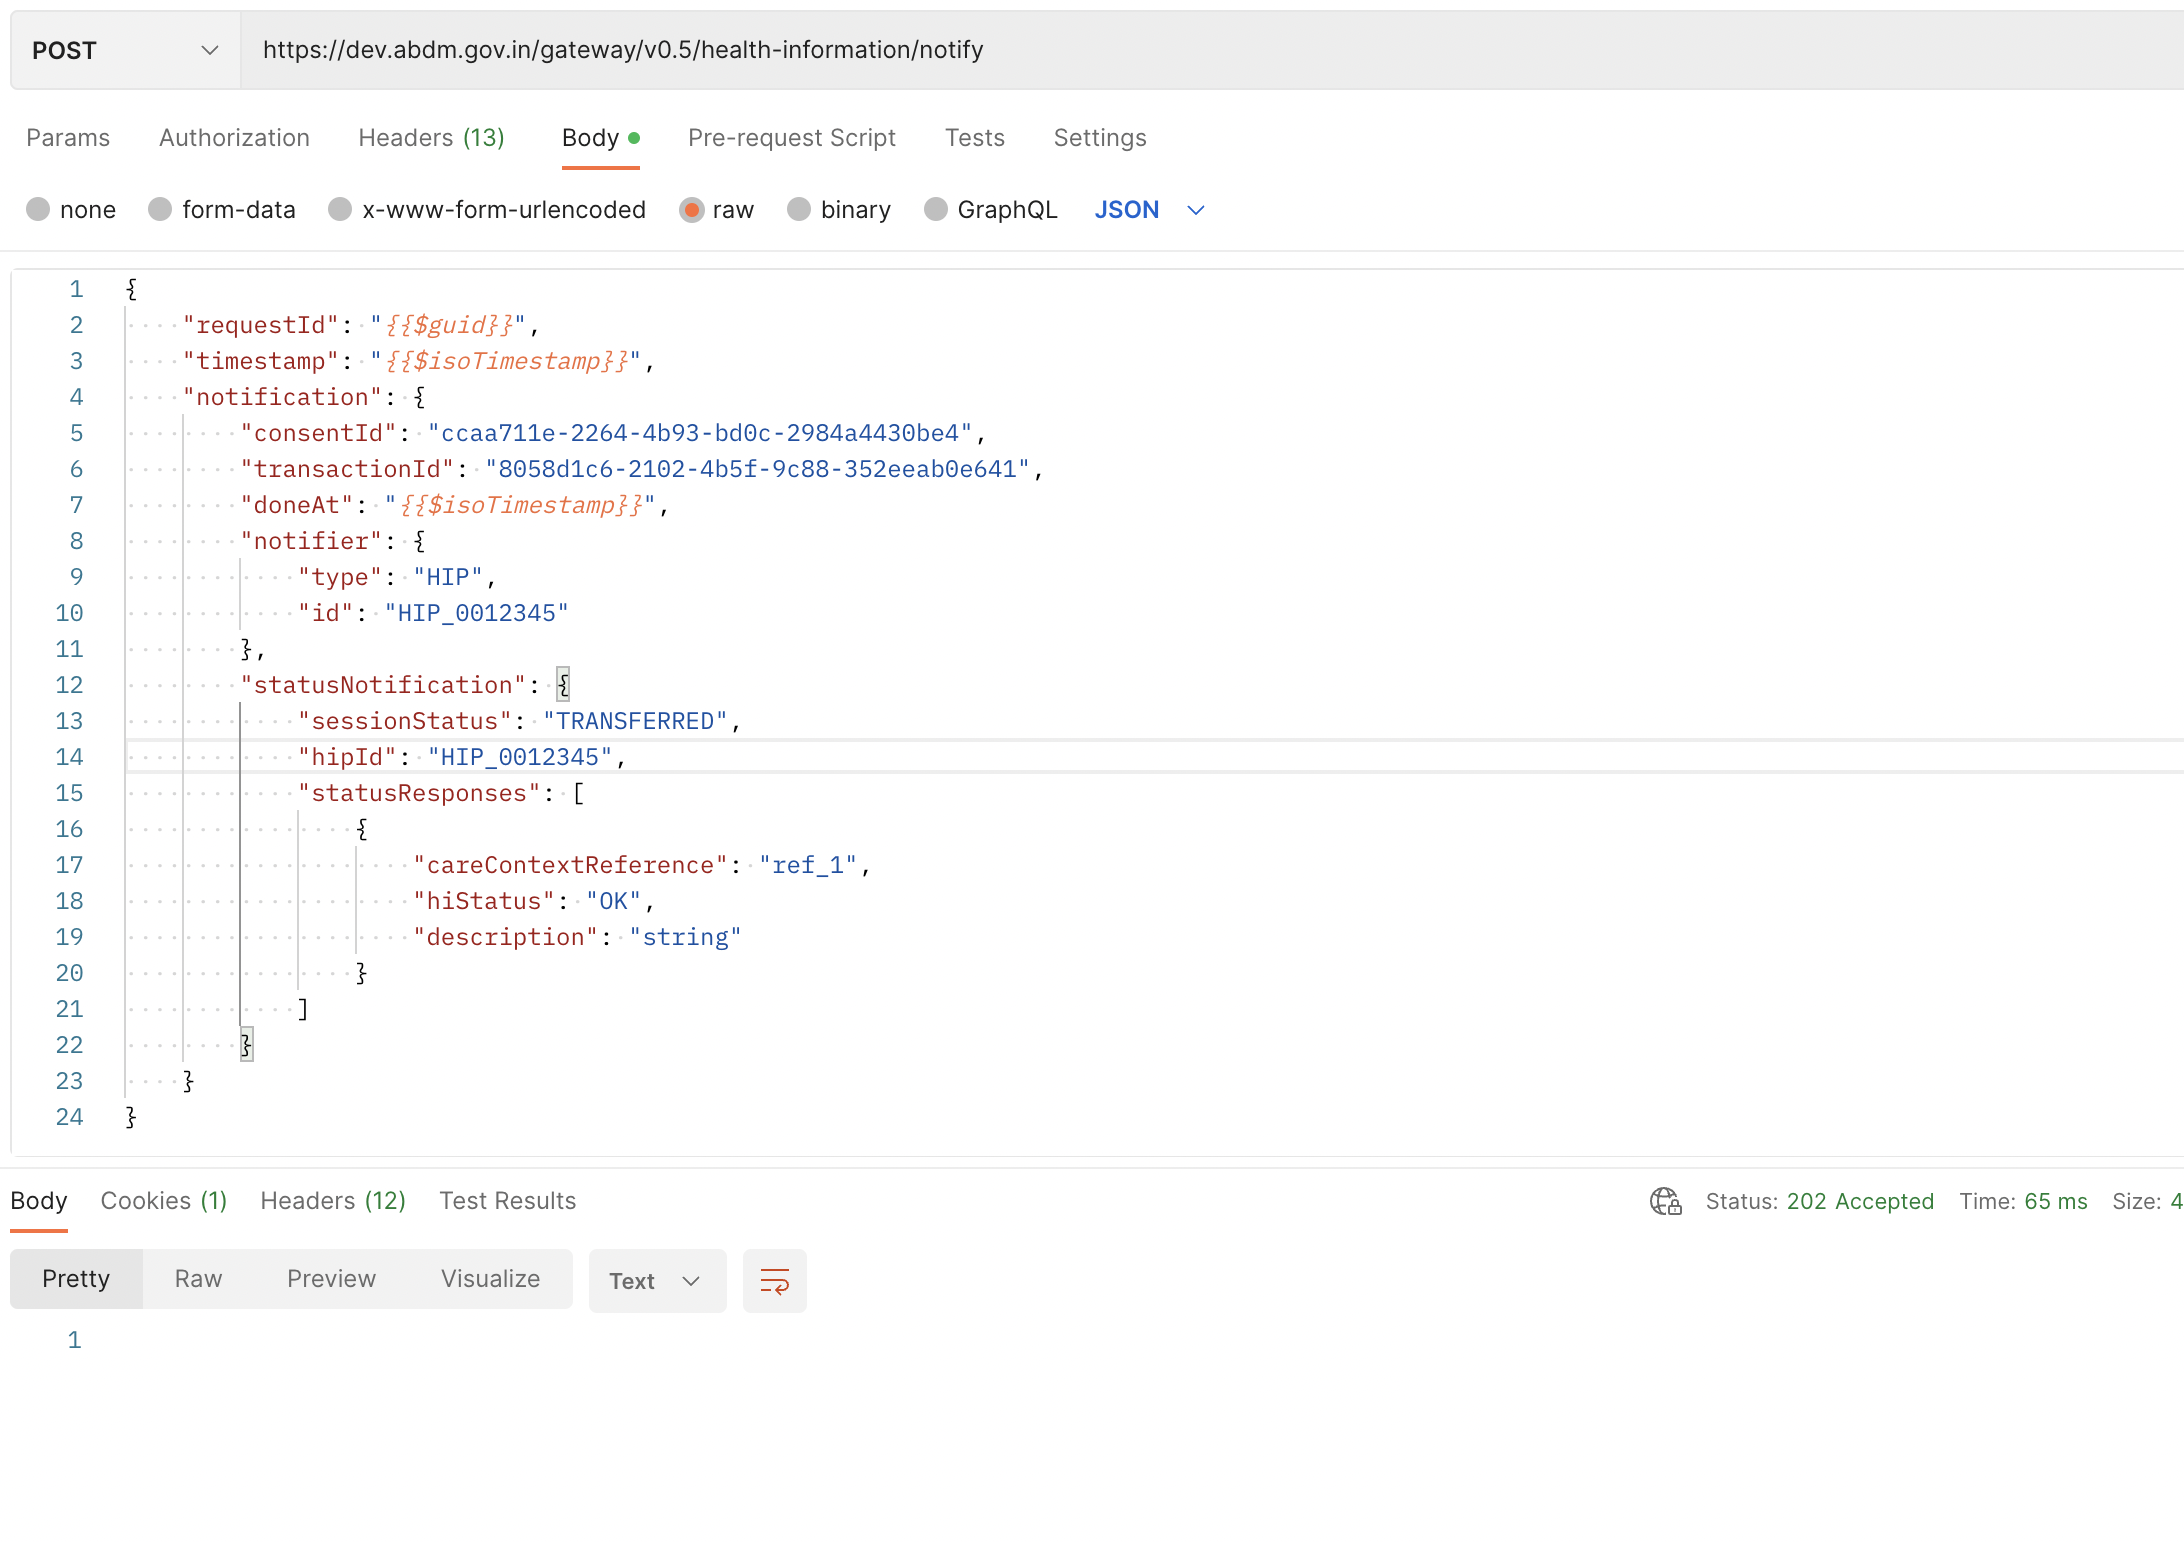 POST https://dev.abdm.gov.in/gateway/v0.5/health-information/notify
Params Authorization Headers (13) Body Pre-request Script Tests Settings
none form-data x-www-form-urlencoded raw binary GraphQL JSON
1 {
2 "requestId": "{{$guid}}",
3 "timestamp": "{{$isoTimestamp}}",
4 "notification": {
5 "consentId": "ccaa711e-2264-4b93-bd0c-2984a4430be4",
6 "transactionId": "8058d1c6-2102-4b5f-9c88-352eeab0e641",
7 "doneAt": "{{$isoTimestamp}}",
8 "notifier": {
9 "type": "HIP",
10 "id": "HIP_0012345"
11 },
12 "statusNotification": {
13 "sessionStatus": "TRANSFERRED",
14 "hipId": "HIP_0012345",
15 "statusResponses": [
16 {
17 "careContextReference": "ref_1",
18 "hiStatus": "OK",
19 "description": "string"
20 }
21 ]
22 }
23 }
24 }
Body Cookies (1) Headers (12) Test Results Status: 202 Accepted Time: 65 ms Size: 4
Pretty Raw Preview Visualize Text
1